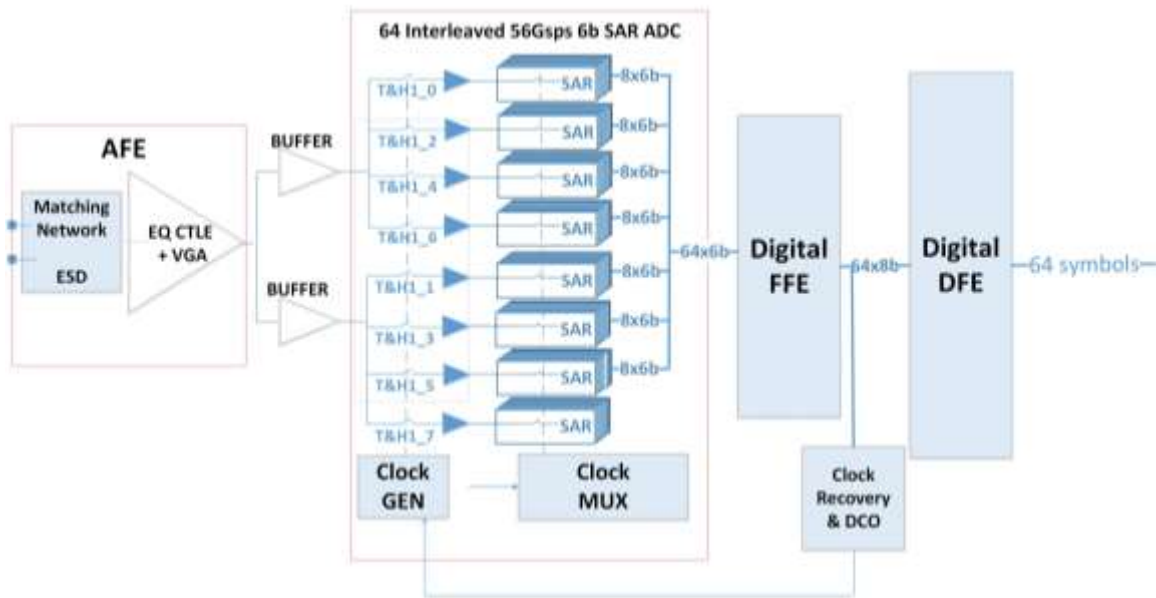 64 Interleaved 56Gsps 6b SAR ADC
AFE
Matching
Network
ESD
EQ CTLE
+ VGA
BUFFER
BUFFER
T&H1_0
SAR
8x6b
T&H1_2
SAR
8x6b
T&H1_4
SAR
8x6b
T&H1_6
SAR
8x6b
T&H1_1
SAR
8x6b
T&H1_3
SAR
8x6b
T&H1_5
SAR
8x6b
T&H1_7
SAR
Clock
GEN
Clock
MUX
64x6b
Digital
FFE
64x8b
Digital
DFE
64 symbols
Clock
Recovery
& DCO